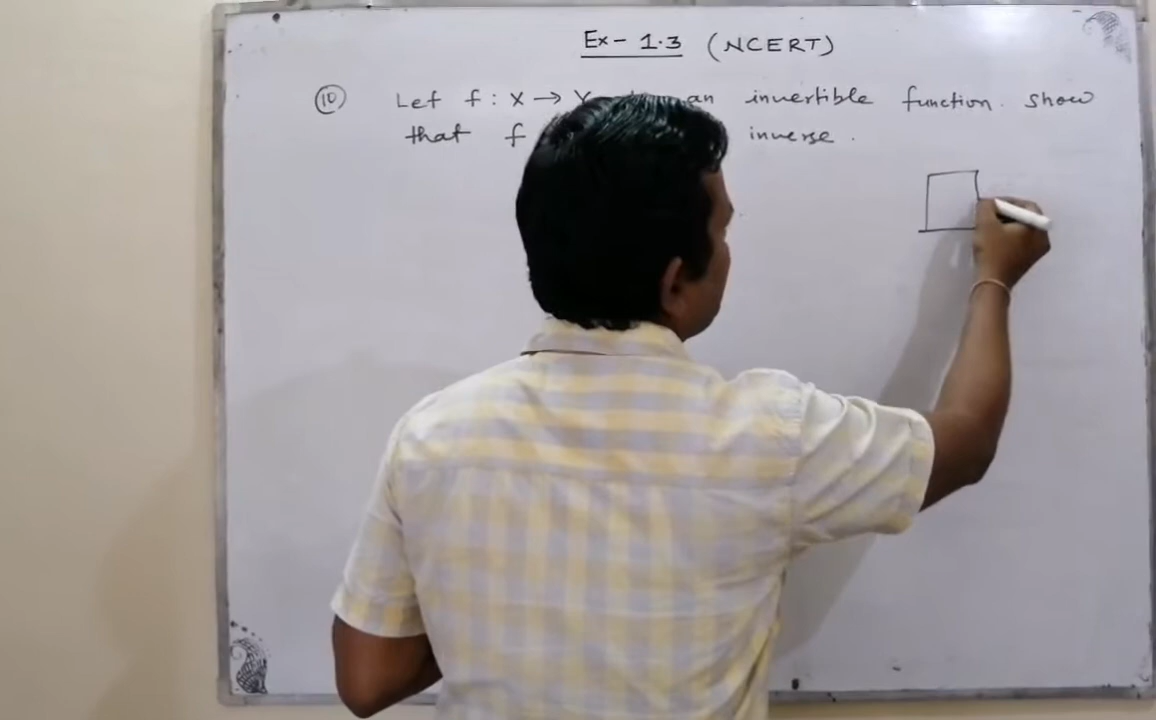 Ex- 1.3 (NCERT)
10 Let f: X → Y an invertible function. Show
that f inverse.